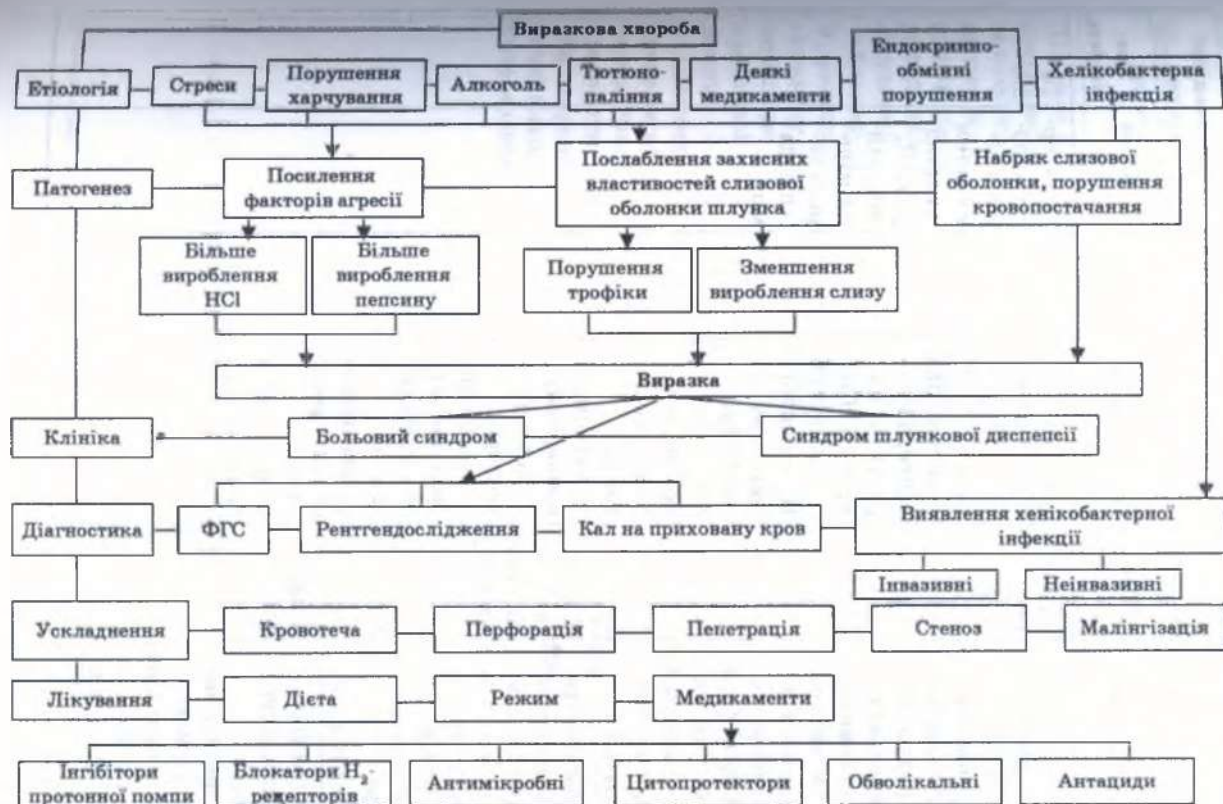 Виразкова хвороба
Етіологія
Стреси
Порушення
харчування
Алкоголь
Тютюно-
паління
Деякі
медикаменти
Ендокринно-
обмінні
порушення
Хелікобактерна
інфекція
Патогенез
Посилення
факторів агресії
Послаблення захисних
властивостей слизової
оболонки шлунка
Набряк слизової
оболонки, порушення
кровопостачання
Більше
вироблення
HCl
Більше
вироблення
пепсину
Порушення
трофіки
Зменшення
вироблення слизу
Виразка
Клініка
Больовий синдром
Синдром шлункової диспепсії
Діагностика
ФГС
Рентгендослідження
Кал на приховану кров
Виявлення хенікобактерної
інфекції
Інвазивні
Неінвазивні
Ускладнення
Кровотеча
Перфорація
Пенетрація
Стеноз
Малінгізація
Лікування
Дієта
Режим
Медикаменти
Інгібітори
протонної помпи
Блокатори H₂-
рецепторів
Антимікробні
Цитопротектори
Обволікальні
Антациди